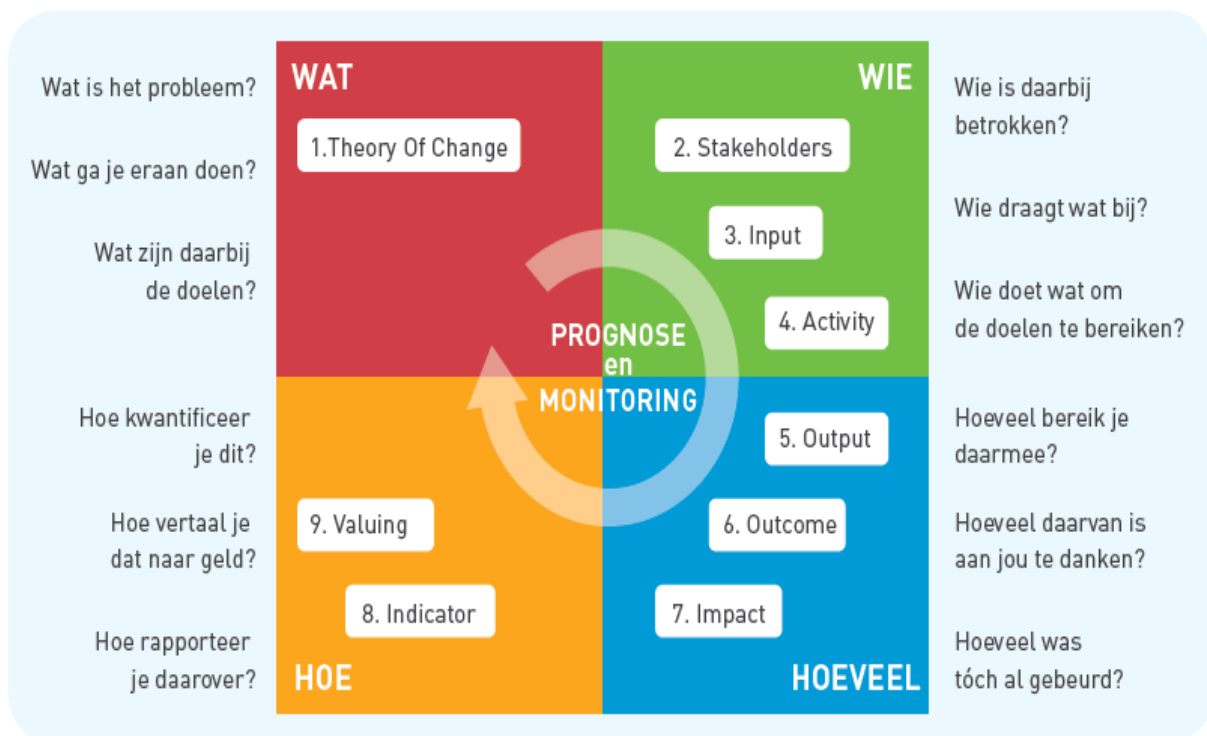 WAT
Wat is het probleem?
Wat ga je eraan doen?
Wat zijn daarbij
de doelen?
1.Theory Of Change
WIE
2. Stakeholders
3. Input
4. Activity
Wie is daarbij
betrokken?
Wie draagt wat bij?
Wie doet wat om
de doelen te bereiken?
PROGNOSE
en
MONITORING
5. Output
6. Outcome
7. Impact
HOEVEEL
Hoeveel bereik je
daarmee?
Hoeveel daarvan is
aan jou te danken?
Hoeveel was
tóch al gebeurd?
Hoe kwantificeer
je dit?
Hoe vertaal je
dat naar geld?
Hoe rapporteer
je daarover?
9. Valuing
8. Indicator
HOE